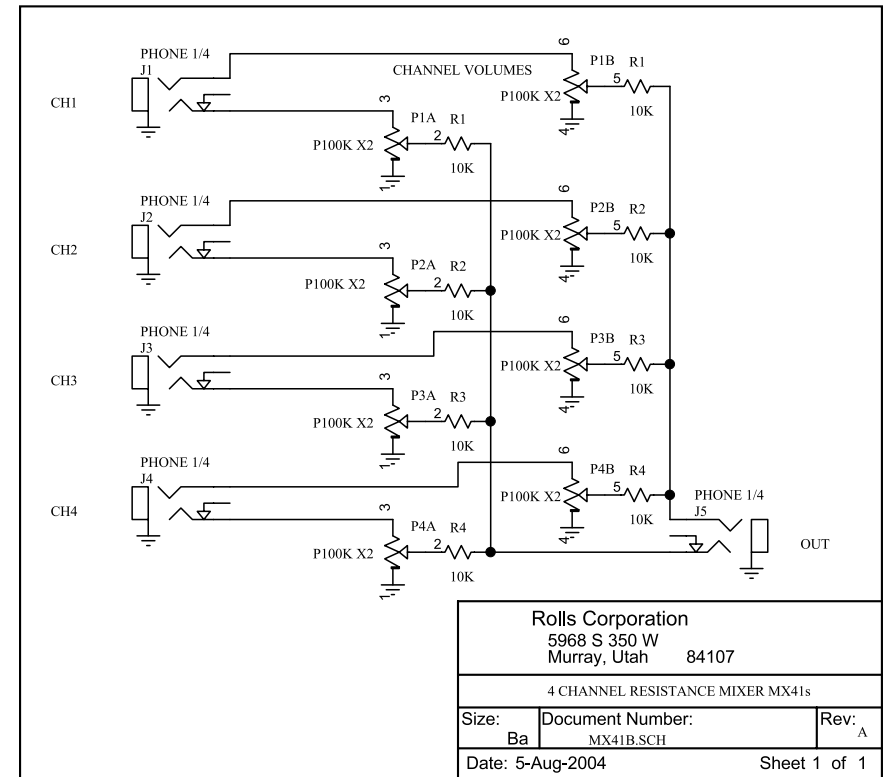 PHONE 1/4
J1
CH1
CHANNEL VOLUMES
6
P1B R1
5
P100K X2
10K
4
3
P1A R1
2
P100K X2
10K
1
PHONE 1/4
J2
CH2
6
P2B R2
5
P100K X2
10K
4
3
P2A R2
2
P100K X2
10K
1
PHONE 1/4
J3
CH3
6
P3B R3
5
P100K X2
10K
4
3
P3A R3
2
P100K X2
10K
1
PHONE 1/4
J4
CH4
6
P4B R4
5
P100K X2
10K
4
3
P4A R4
2
P100K X2
10K
1
PHONE 1/4
J5
OUT
Rolls Corporation
5968 S 350 W
Murray, Utah 84107
4 CHANNEL RESISTANCE MIXER MX41s
Size: Ba
Document Number: MX41B.SCH
Rev: A
Date: 5-Aug-2004 Sheet 1 of 1